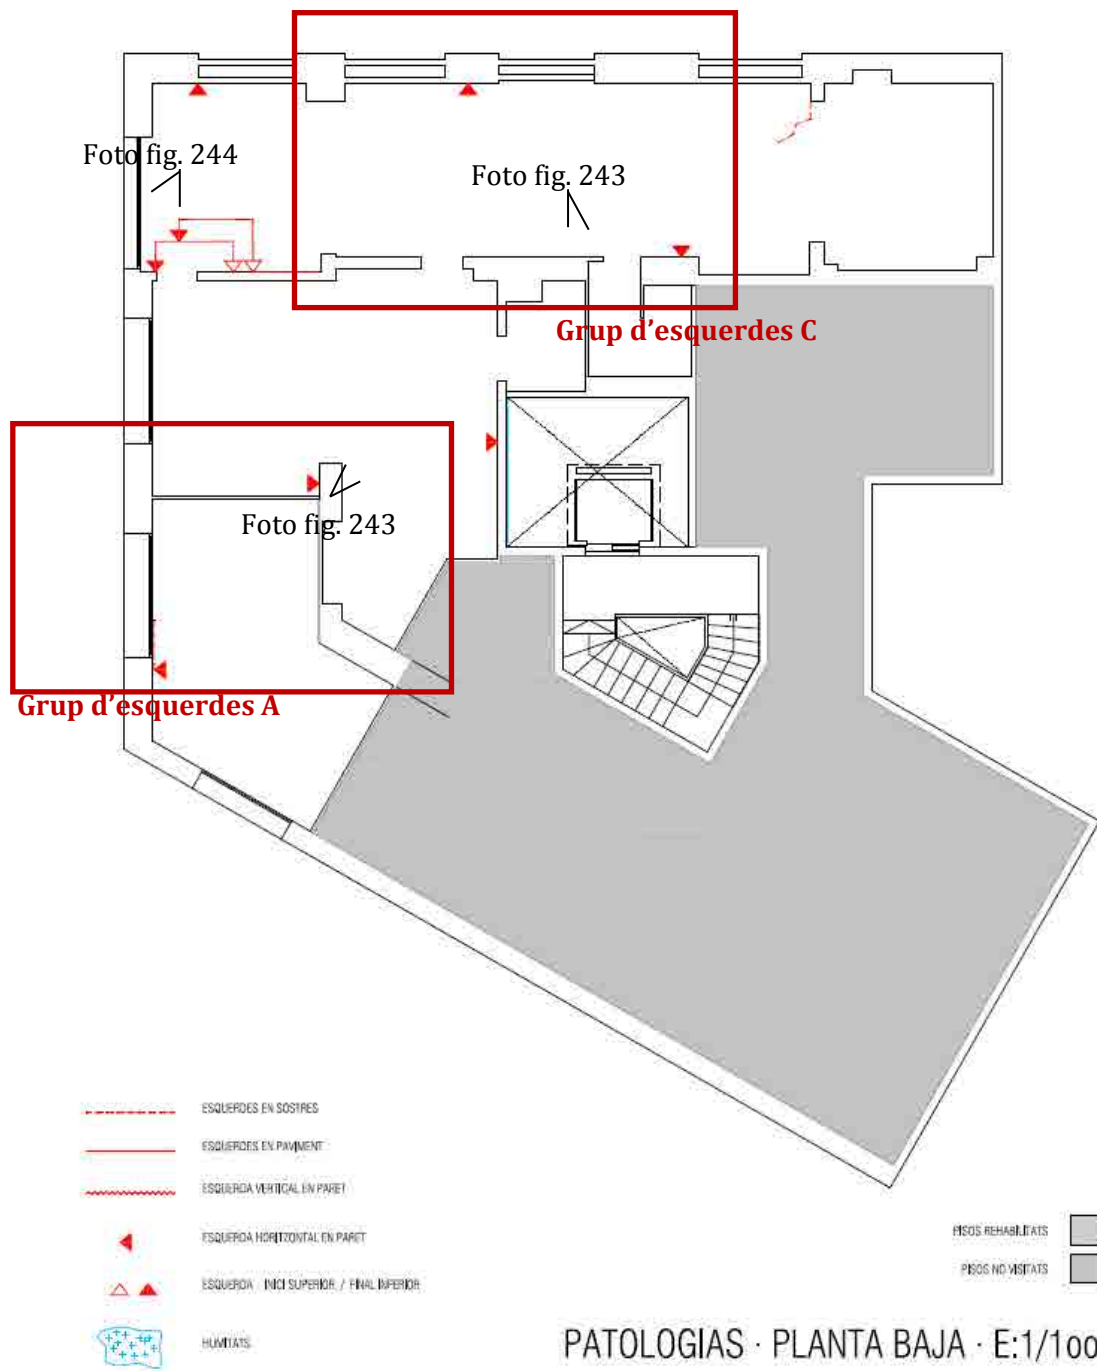 Foto fig. 244
Foto fig. 243
Grup d’esquerdes C
Foto fig. 243
Grup d’esquerdes A
ESQUERDES EN SOSTRES
ESQUERDES EN PAVIMENT
ESQUERDA VERTICAL EN PARET
ESQUERDA HORITZONTAL EN PARET
ESQUERDA : INICI SUPERIOR / FINAL INFERIOR
HUMITATS
PISOS REHABILITATS
PISOS NO VISITATS
PATOLOGIAS · PLANTA BAJA · E:1/100